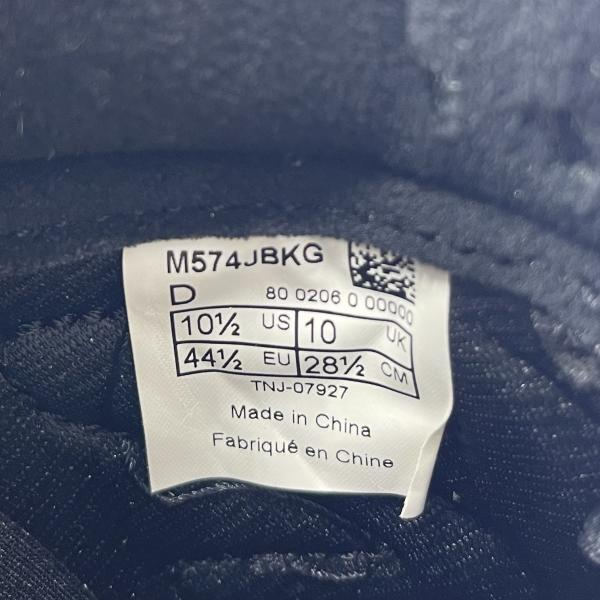 M574JBKG
D 80 0206 0 00000
10½ US 10 UK
44½ EU 28½ CM
TNJ-07927
Made in China
Fabriqué en Chine